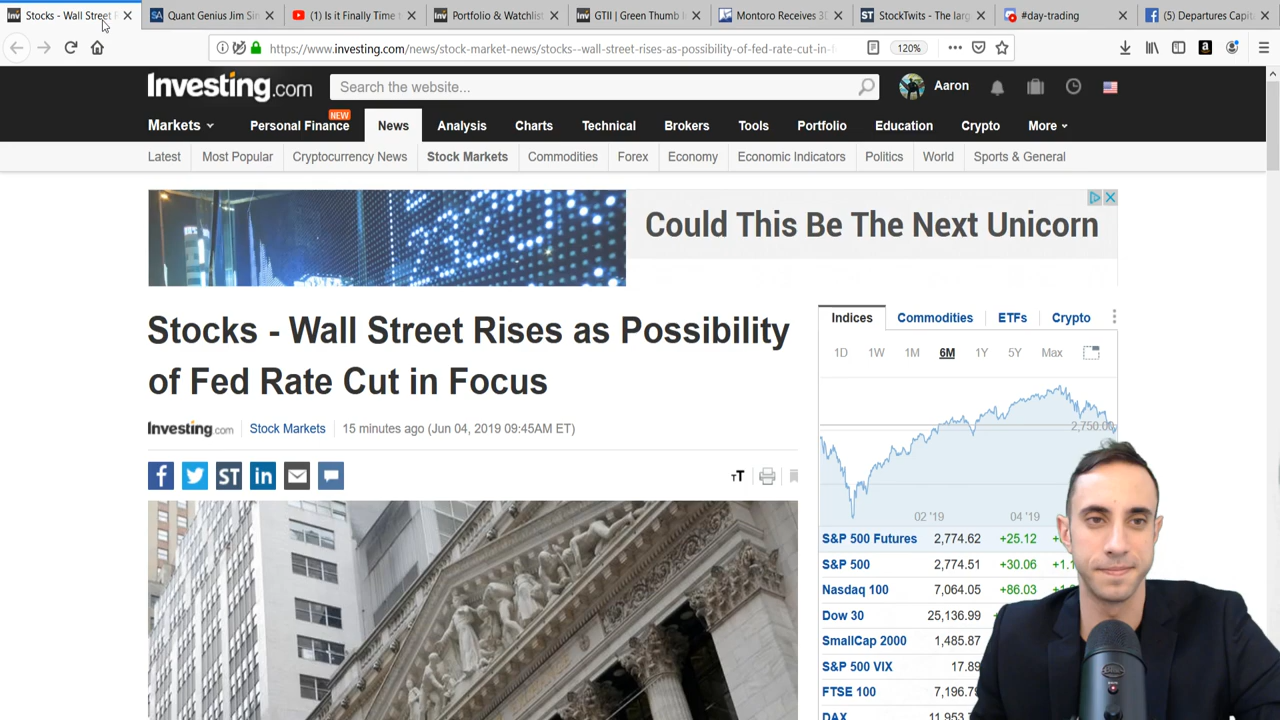 Stocks - Wall Street R
Quant Genius Jim Si
(1) Is it Finally Time t
Portfolio & Watchlist
GTII | Green Thumb I
Montoro Receives 3
StockTwits - The larg
#day-trading
(5) Departures Capit
https://www.investing.com/news/stock-market-news/stocks--wall-street-rises-as-possibility-of-fed-rate-cut-in-f
120%
Investing.com
Search the website...
Aaron
Markets
Personal Finance
NEW
News
Analysis
Charts
Technical
Brokers
Tools
Portfolio
Education
Crypto
More
Latest
Most Popular
Cryptocurrency News
Stock Markets
Commodities
Forex
Economy
Economic Indicators
Politics
World
Sports & General
Could This Be The Next Unicorn
Stocks - Wall Street Rises as Possibility
of Fed Rate Cut in Focus
Investing.com
Stock Markets
15 minutes ago (Jun 04, 2019 09:45AM ET)
ST
Indices
Commodities
ETFs
Crypto
1D 1W 1M 6M 1Y 5Y Max
2,750.00
02 '19
04 '19
S&P 500 Futures 2,774.62 +25.12
S&P 500 2,774.51 +30.06 +1.1
Nasdaq 100 7,064.05 +86.03
Dow 30 25,136.99
SmallCap 2000 1,485.87
S&P 500 VIX 17.89
FTSE 100 7,196.7
DAX 11,953.